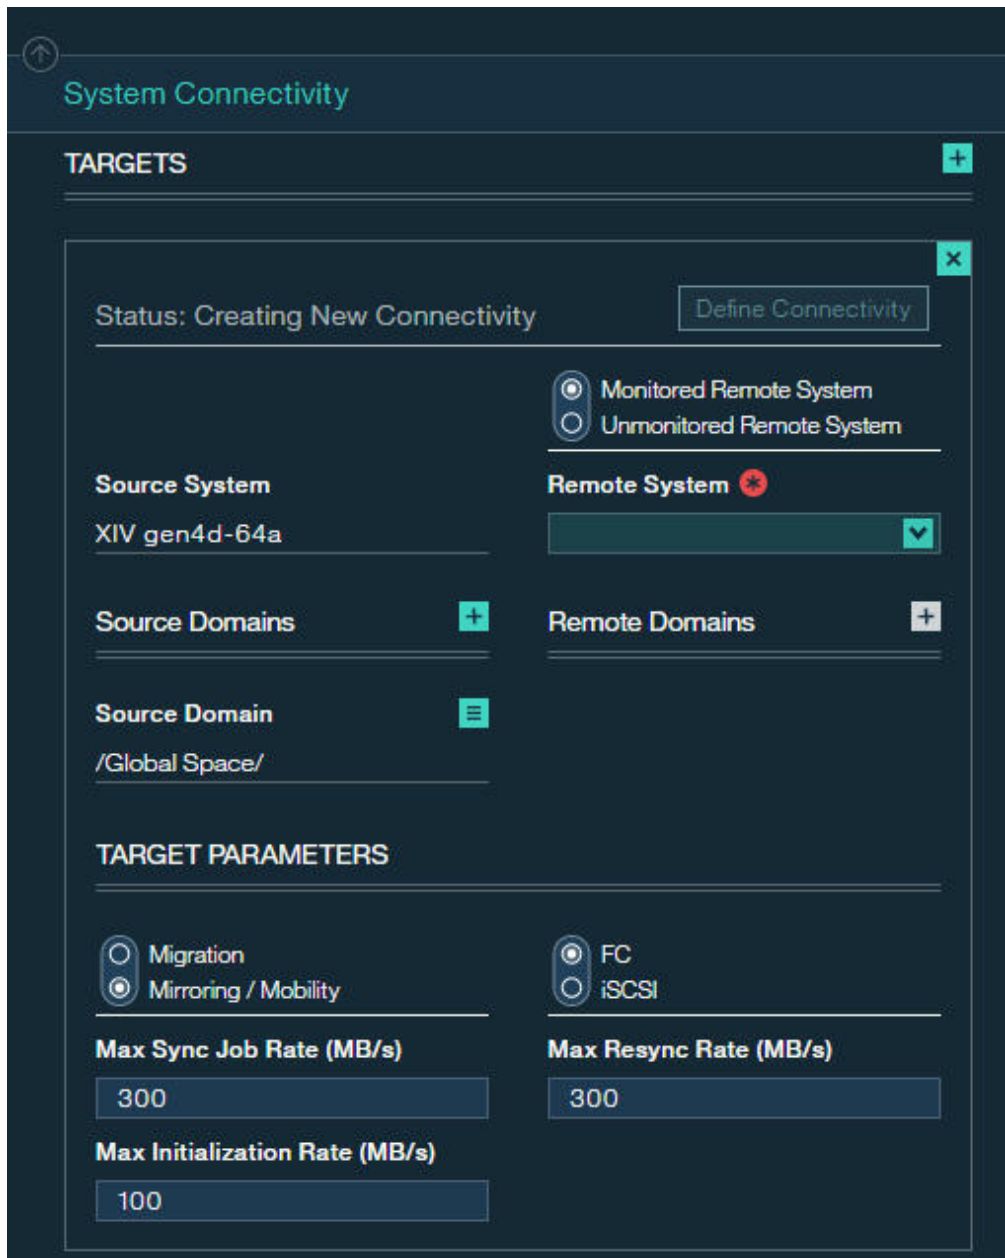 System Connectivity
TARGETS
Status: Creating New Connectivity
Define Connectivity
Monitored Remote System
Unmonitored Remote System
Source System
Remote System
XIV gen4d-64a
Source Domains
Remote Domains
Source Domain
/Global Space/
TARGET PARAMETERS
Migration
FC
Mirroring / Mobility
iSCSI
Max Sync Job Rate (MB/s)
Max Resync Rate (MB/s)
300
300
Max Initialization Rate (MB/s)
100